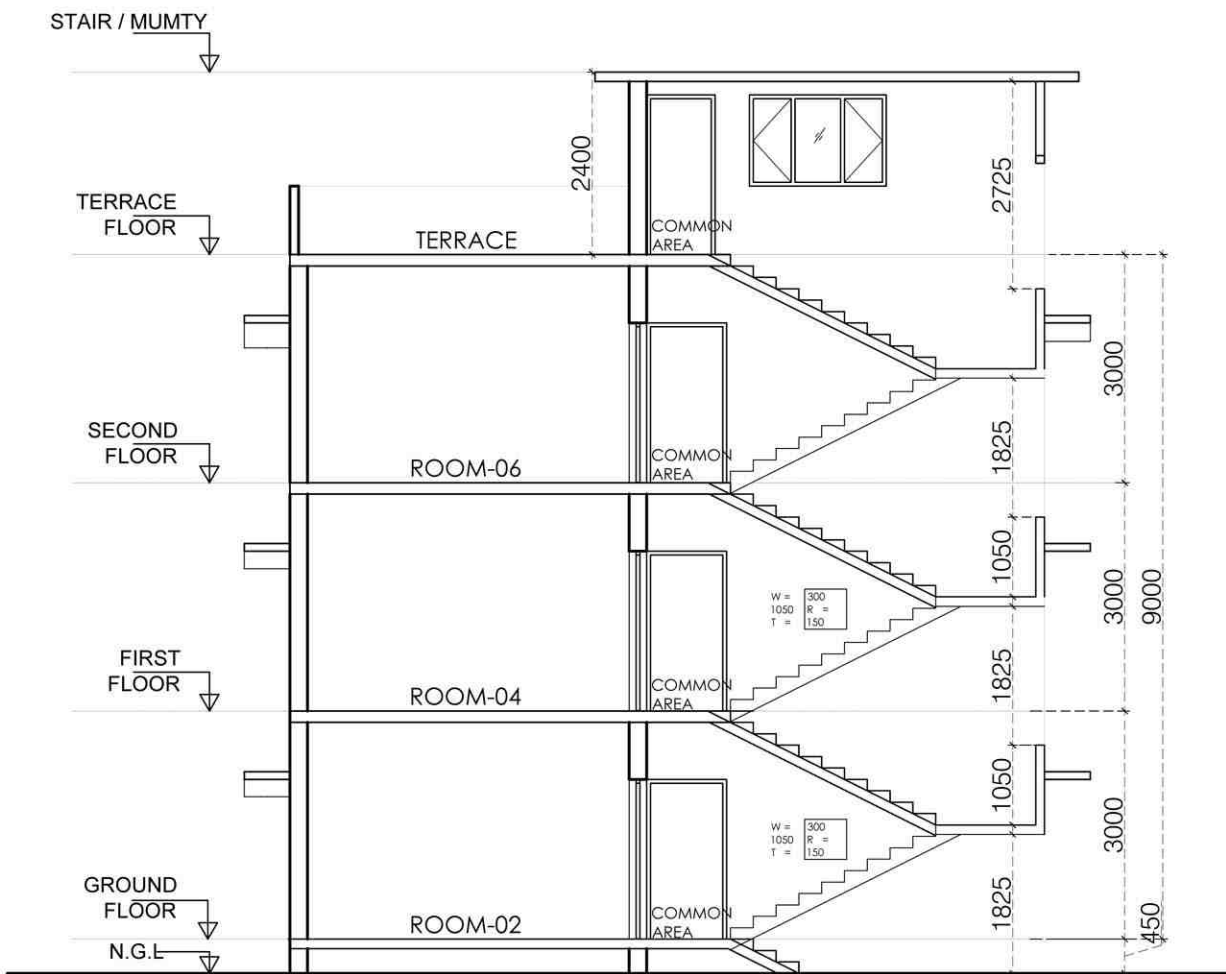 STAIR / MUMTY
2400
2725
TERRACE
FLOOR
TERRACE
COMMON
AREA
3000
SECOND
FLOOR
ROOM-06
COMMON
AREA
1825
1050
W = 300
1050 R =
T = 150
3000
9000
FIRST
FLOOR
ROOM-04
COMMON
AREA
1825
1050
W = 300
1050 R =
T = 150
3000
GROUND
FLOOR
ROOM-02
COMMON
AREA
1825
450
N.G.L